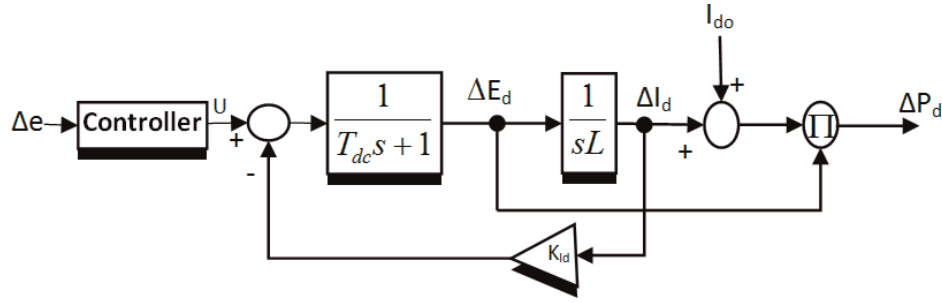 I_do
+
Δe
Controller
U
+
-
1
T_dc s + 1
ΔE_d
1
sL
ΔI_d
+
Π
ΔP_d
K_Id